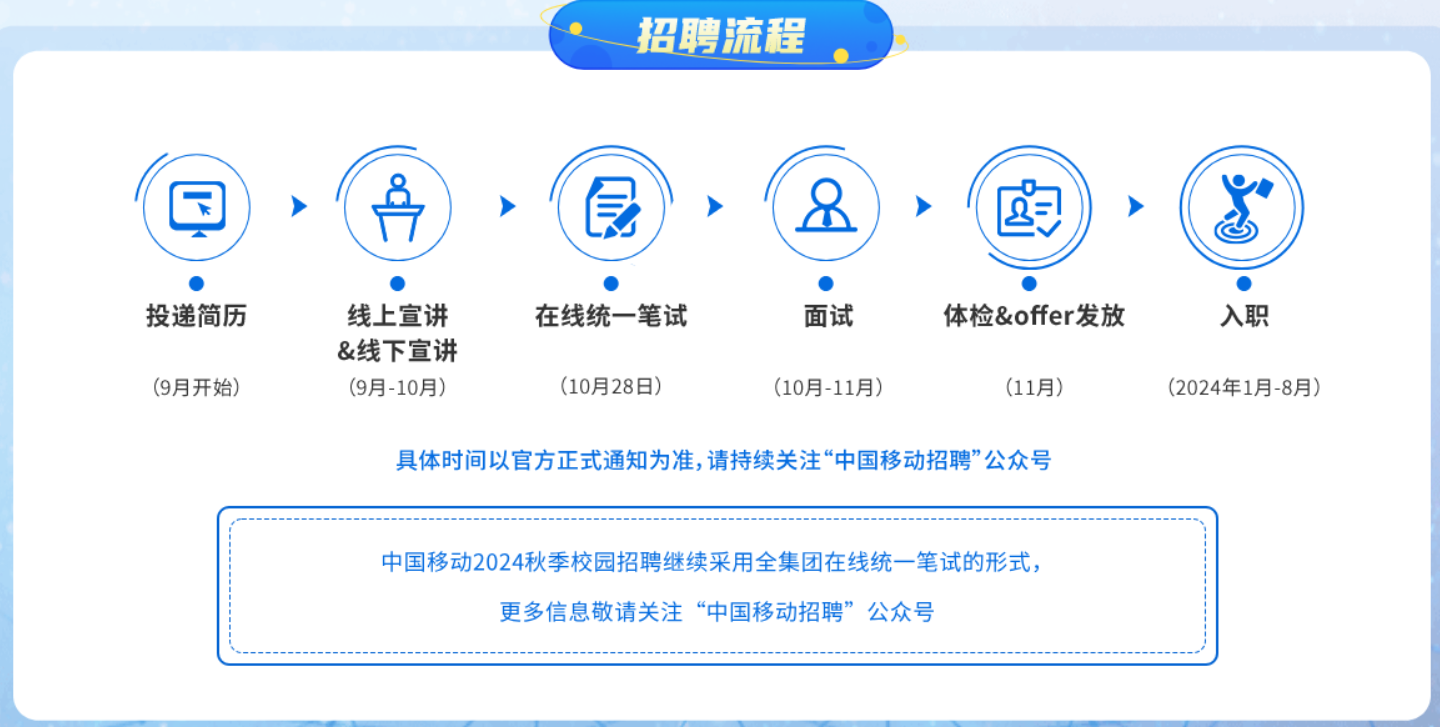 招聘流程
投递简历
线上宣讲
&线下宣讲
在线统一笔试
面试
体检&offer发放
入职
（9月开始）
（9月-10月）
（10月28日）
（10月-11月）
（11月）
（2024年1月-8月）
具体时间以官方正式通知为准，请持续关注“中国移动招聘”公众号
中国移动2024秋季校园招聘继续采用全集团在线统一笔试的形式，
更多信息敬请关注“中国移动招聘”公众号